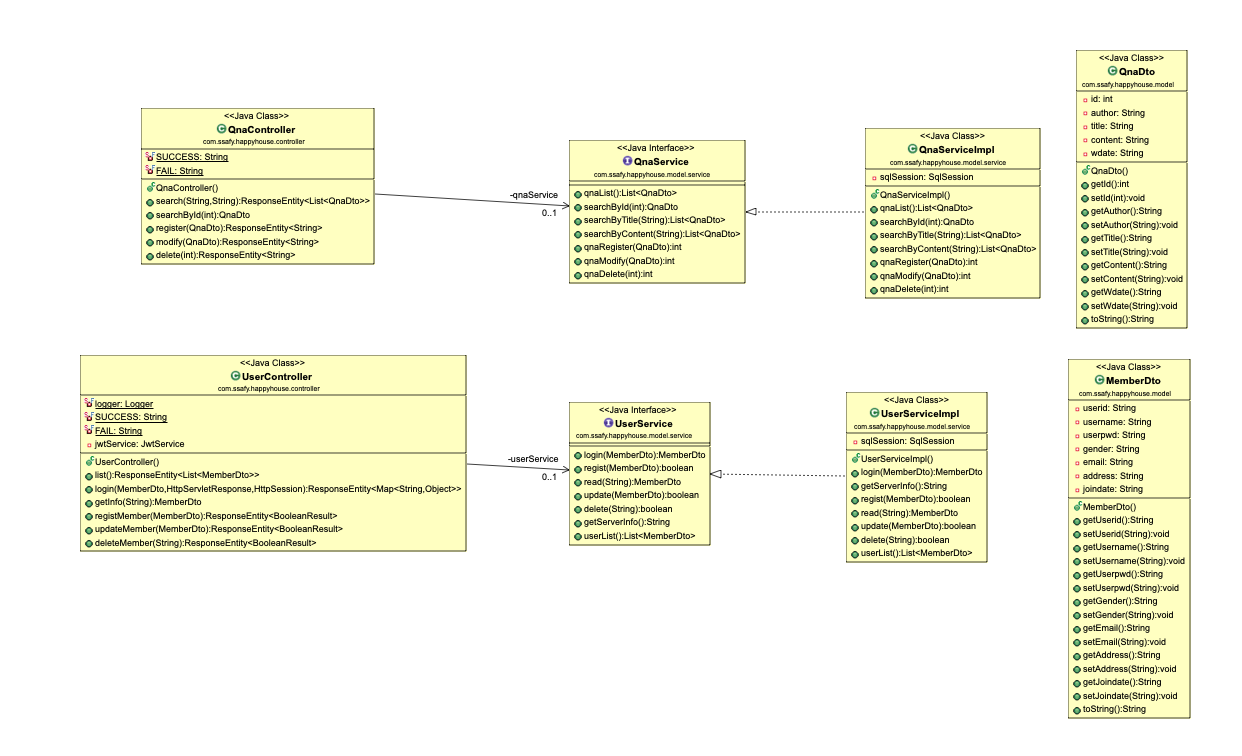 <<Java Class>>
QnaController
com.ssafy.happyhouse.controller
SUCCESS: String
FAIL: String
QnaController()
search(String,String):ResponseEntity<List<QnaDto>>
searchById(int):QnaDto
register(QnaDto):ResponseEntity<String>
modify(QnaDto):ResponseEntity<String>
delete(int):ResponseEntity<String>
-qnaService
0..1
<<Java Interface>>
QnaService
com.ssafy.happyhouse.model.service
qnaList():List<QnaDto>
searchById(int):QnaDto
searchByTitle(String):List<QnaDto>
searchByContent(String):List<QnaDto>
qnaRegister(QnaDto):int
qnaModify(QnaDto):int
qnaDelete(int):int
<<Java Class>>
QnaServiceImpl
com.ssafy.happyhouse.model.service
sqlSession: SqlSession
QnaServiceImpl()
qnaList():List<QnaDto>
searchById(int):QnaDto
searchByTitle(String):List<QnaDto>
searchByContent(String):List<QnaDto>
qnaRegister(QnaDto):int
qnaModify(QnaDto):int
qnaDelete(int):int
<<Java Class>>
QnaDto
com.ssafy.happyhouse.model
id: int
author: String
title: String
content: String
wdate: String
QnaDto()
getId():int
setId(int):void
getAuthor():String
setAuthor(String):void
getTitle():String
setTitle(String):void
getContent():String
setContent(String):void
getWdate():String
setWdate(String):void
toString():String
<<Java Class>>
UserController
com.ssafy.happyhouse.controller
logger: Logger
SUCCESS: String
FAIL: String
jwtService: JwtService
UserController()
list():ResponseEntity<List<MemberDto>>
login(MemberDto,HttpServletResponse,HttpSession):ResponseEntity<Map<String,Object>>
getInfo(String):MemberDto
registMember(MemberDto):ResponseEntity<BooleanResult>
updateMember(MemberDto):ResponseEntity<BooleanResult>
deleteMember(String):ResponseEntity<BooleanResult>
-userService
0..1
<<Java Interface>>
UserService
com.ssafy.happyhouse.model.service
login(MemberDto):MemberDto
regist(MemberDto):boolean
read(String):MemberDto
update(MemberDto):boolean
delete(String):boolean
getServerInfo():String
userList():List<MemberDto>
<<Java Class>>
UserServiceImpl
com.ssafy.happyhouse.model.service
sqlSession: SqlSession
UserServiceImpl()
login(MemberDto):MemberDto
getServerInfo():String
regist(MemberDto):boolean
read(String):MemberDto
update(MemberDto):boolean
delete(String):boolean
userList():List<MemberDto>
<<Java Class>>
MemberDto
com.ssafy.happyhouse.model
userid: String
username: String
userpwd: String
gender: String
email: String
address: String
joindate: String
MemberDto()
getUserid():String
setUserid(String):void
getUsername():String
setUsername(String):void
getUserpwd():String
setUserpwd(String):void
getGender():String
setGender(String):void
getEmail():String
setEmail(String):void
getAddress():String
setAddress(String):void
getJoindate():String
setJoindate(String):void
toString():String